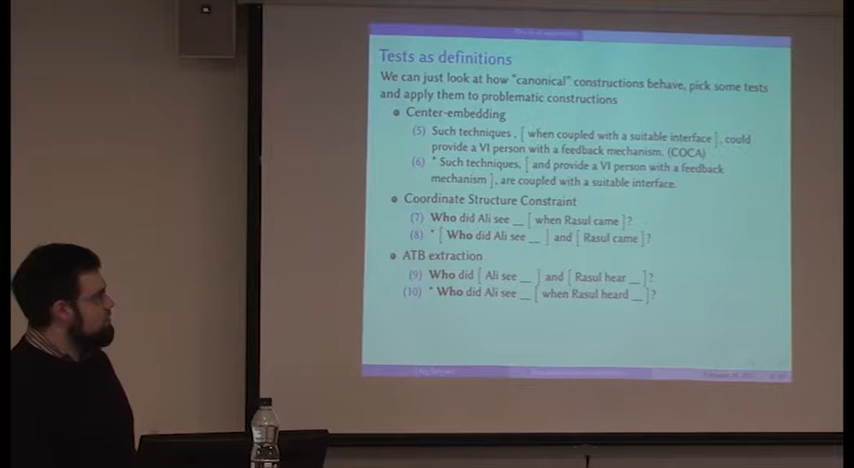 Tests as definitions
We can just look at how "canonical" constructions behave, pick some tests
and apply them to problematic constructions
• Center-embedding
(5) Such techniques, [ when coupled with a suitable interface ], could
provide a VI person with a feedback mechanism. (COCA)
(6) * Such techniques, [ and provide a VI person with a feedback
mechanism ], are coupled with a suitable interface.
• Coordinate Structure Constraint
(7) Who did Ali see __ [ when Rasul came ]?
(8) * [ Who did Ali see __ ] and [ Rasul came ]?
• ATB extraction
(9) Who did [ Ali see __ ] and [ Rasul hear __ ]?
(10) * Who did Ali see __ [ when Rasul heard __ ]?